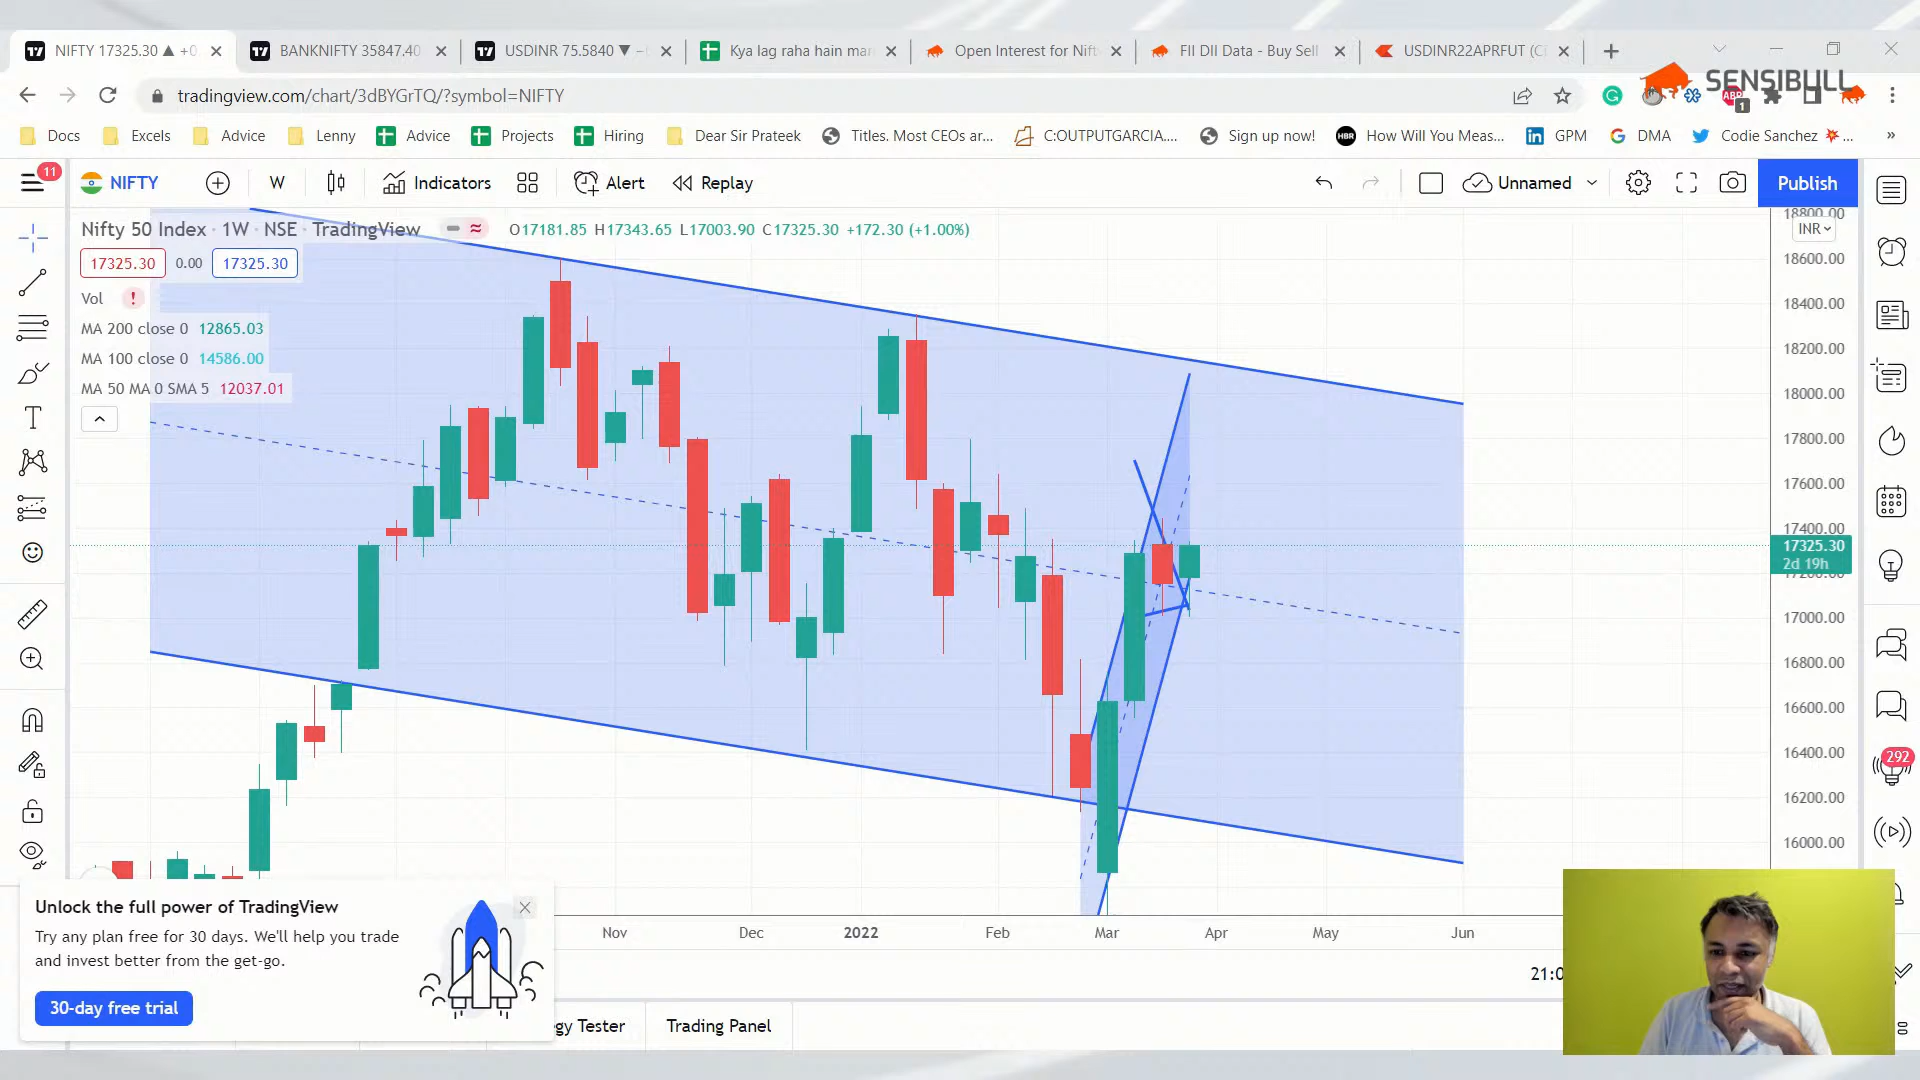 NIFTY 17325.30 ▲ +0.
BANKNIFTY 35847.40
USDINR 75.5840 ▼ −
Kya lag raha hain mar
Open Interest for Nift
FII DII Data - Buy Sell
USDINR22APRFUT (C
SENSIBULL
tradingview.com/chart/3dBYGrTQ/?symbol=NIFTY
1
Docs
Excels
Advice
Lenny
Advice
Projects
Hiring
Dear Sir Prateek
Titles. Most CEOs ar...
C:OUTPUTGARCIA....
Sign up now!
HBR
How Will You Meas...
GPM
DMA
Codie Sanchez 💥 ...
»
11
NIFTY
W
Indicators
Alert
Replay
Unnamed
Publish
Nifty 50 Index · 1W · NSE · TradingView
O17181.85 H17343.65 L17003.90 C17325.30 +172.30 (+1.00%)
17325.30 0.00 17325.30
Vol !
MA 200 close 0 12865.03
MA 100 close 0 14586.00
MA 50 MA 0 SMA 5 12037.01
18800.00
INR
18600.00
18400.00
18200.00
18000.00
17800.00
17600.00
17400.00
17325.30
2d 19h
17200.00
17000.00
16800.00
16600.00
16400.00
16200.00
16000.00
292
Nov
Dec
2022
Feb
Mar
Apr
May
Jun
Unlock the full power of TradingView
Try any plan free for 30 days. We'll help you trade
and invest better from the get-go.
30-day free trial
21:0
gy Tester
Trading Panel